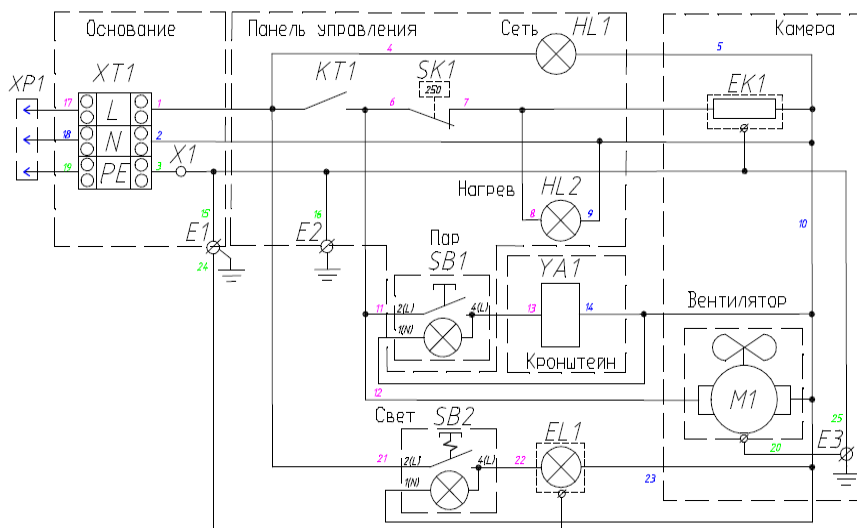 Основание
Панель управления
Сеть
HL1
Камера
4
5
XP1
XT1
KT1
SK1
250
EK1
17
L
1
6
7
18
N
2
19
PE
3
X1
Нагрев
HL2
8
9
15
16
10
E1
E2
24
Пар
SB1
YA1
11
2(L)
4(L)
13
14
1(N)
Вентилятор
Кронштейн
12
M1
Свет
SB2
EL1
25
E3
20
21
2(L)
4(L)
22
23
1(N)